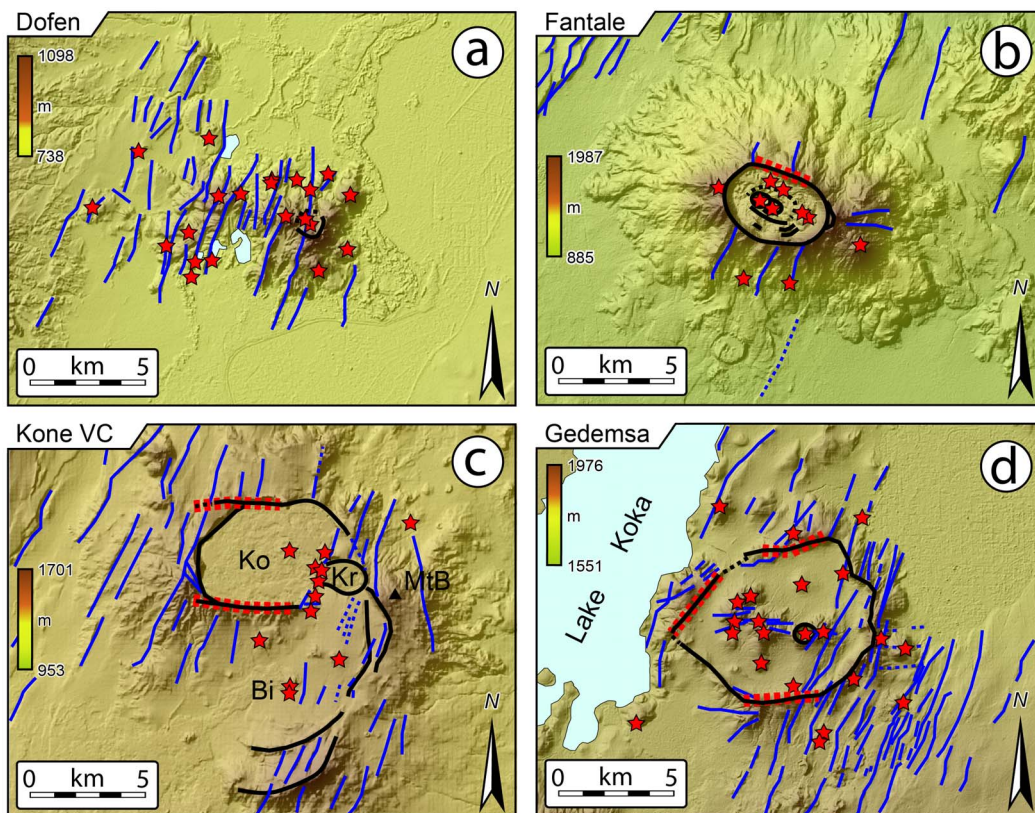 Dofen
a
1098
m
738
N
0 km 5
Fantale
b
1987
m
885
N
0 km 5
Kone VC
c
1701
m
953
Ko
Kr
MtB
Bi
N
0 km 5
Gedemsa
d
1976
m
1551
Lake Koka
N
0 km 5